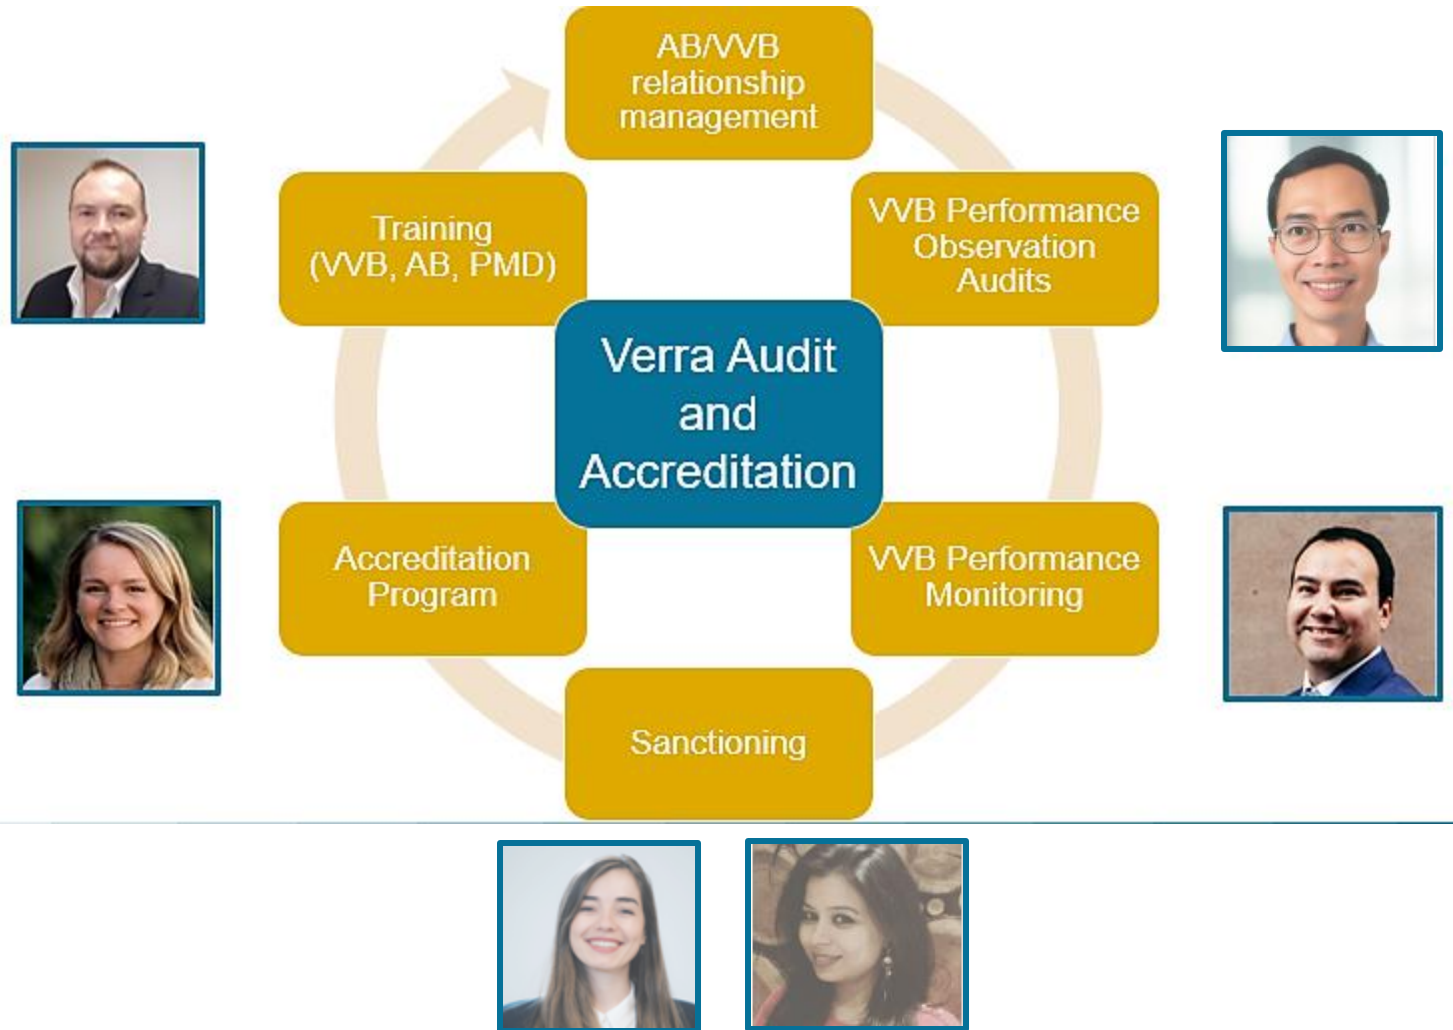 AB/VVB
relationship
management
Training
(VVB, AB, PMD)
VVB Performance
Observation
Audits
Verra Audit
and
Accreditation
Accreditation
Program
VVB Performance
Monitoring
Sanctioning